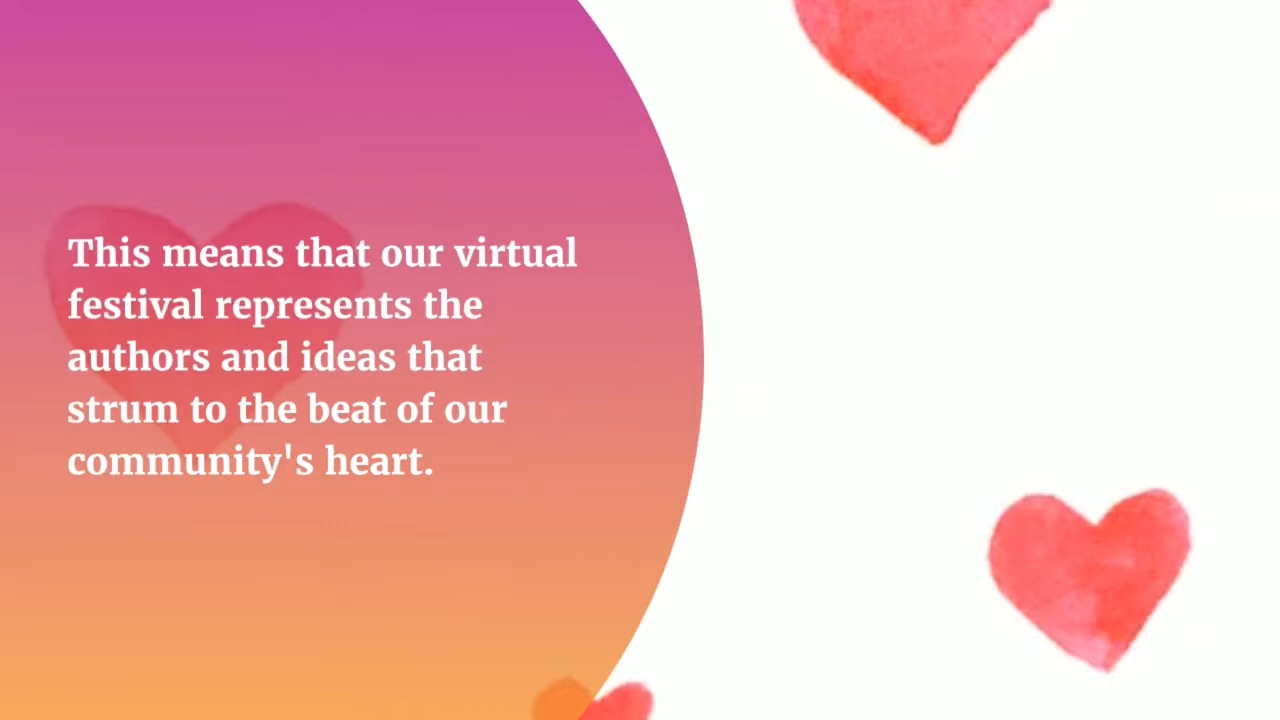 This means that our virtual
festival represents the
authors and ideas that
strum to the beat of our
community's heart.